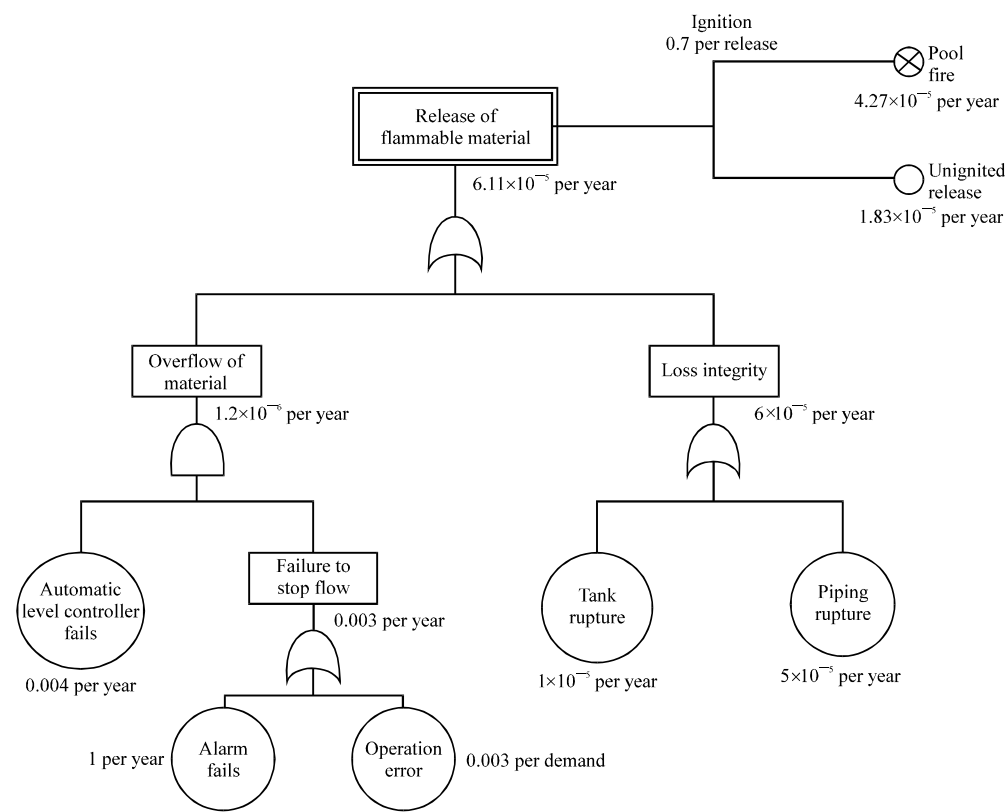 Ignition
0.7 per release
Pool
fire
4.27×10⁻⁵ per year
Release of
flammable material
6.11×10⁻⁵ per year
Unignited
release
1.83×10⁻⁵ per year
Overflow of
material
1.2×10⁻⁶ per year
Loss integrity
6×10⁻⁵ per year
Automatic
level controller
fails
0.004 per year
Failure to
stop flow
0.003 per year
Tank
rupture
1×10⁻⁵ per year
Piping
rupture
5×10⁻⁵ per year
1 per year
Alarm
fails
Operation
error
0.003 per demand